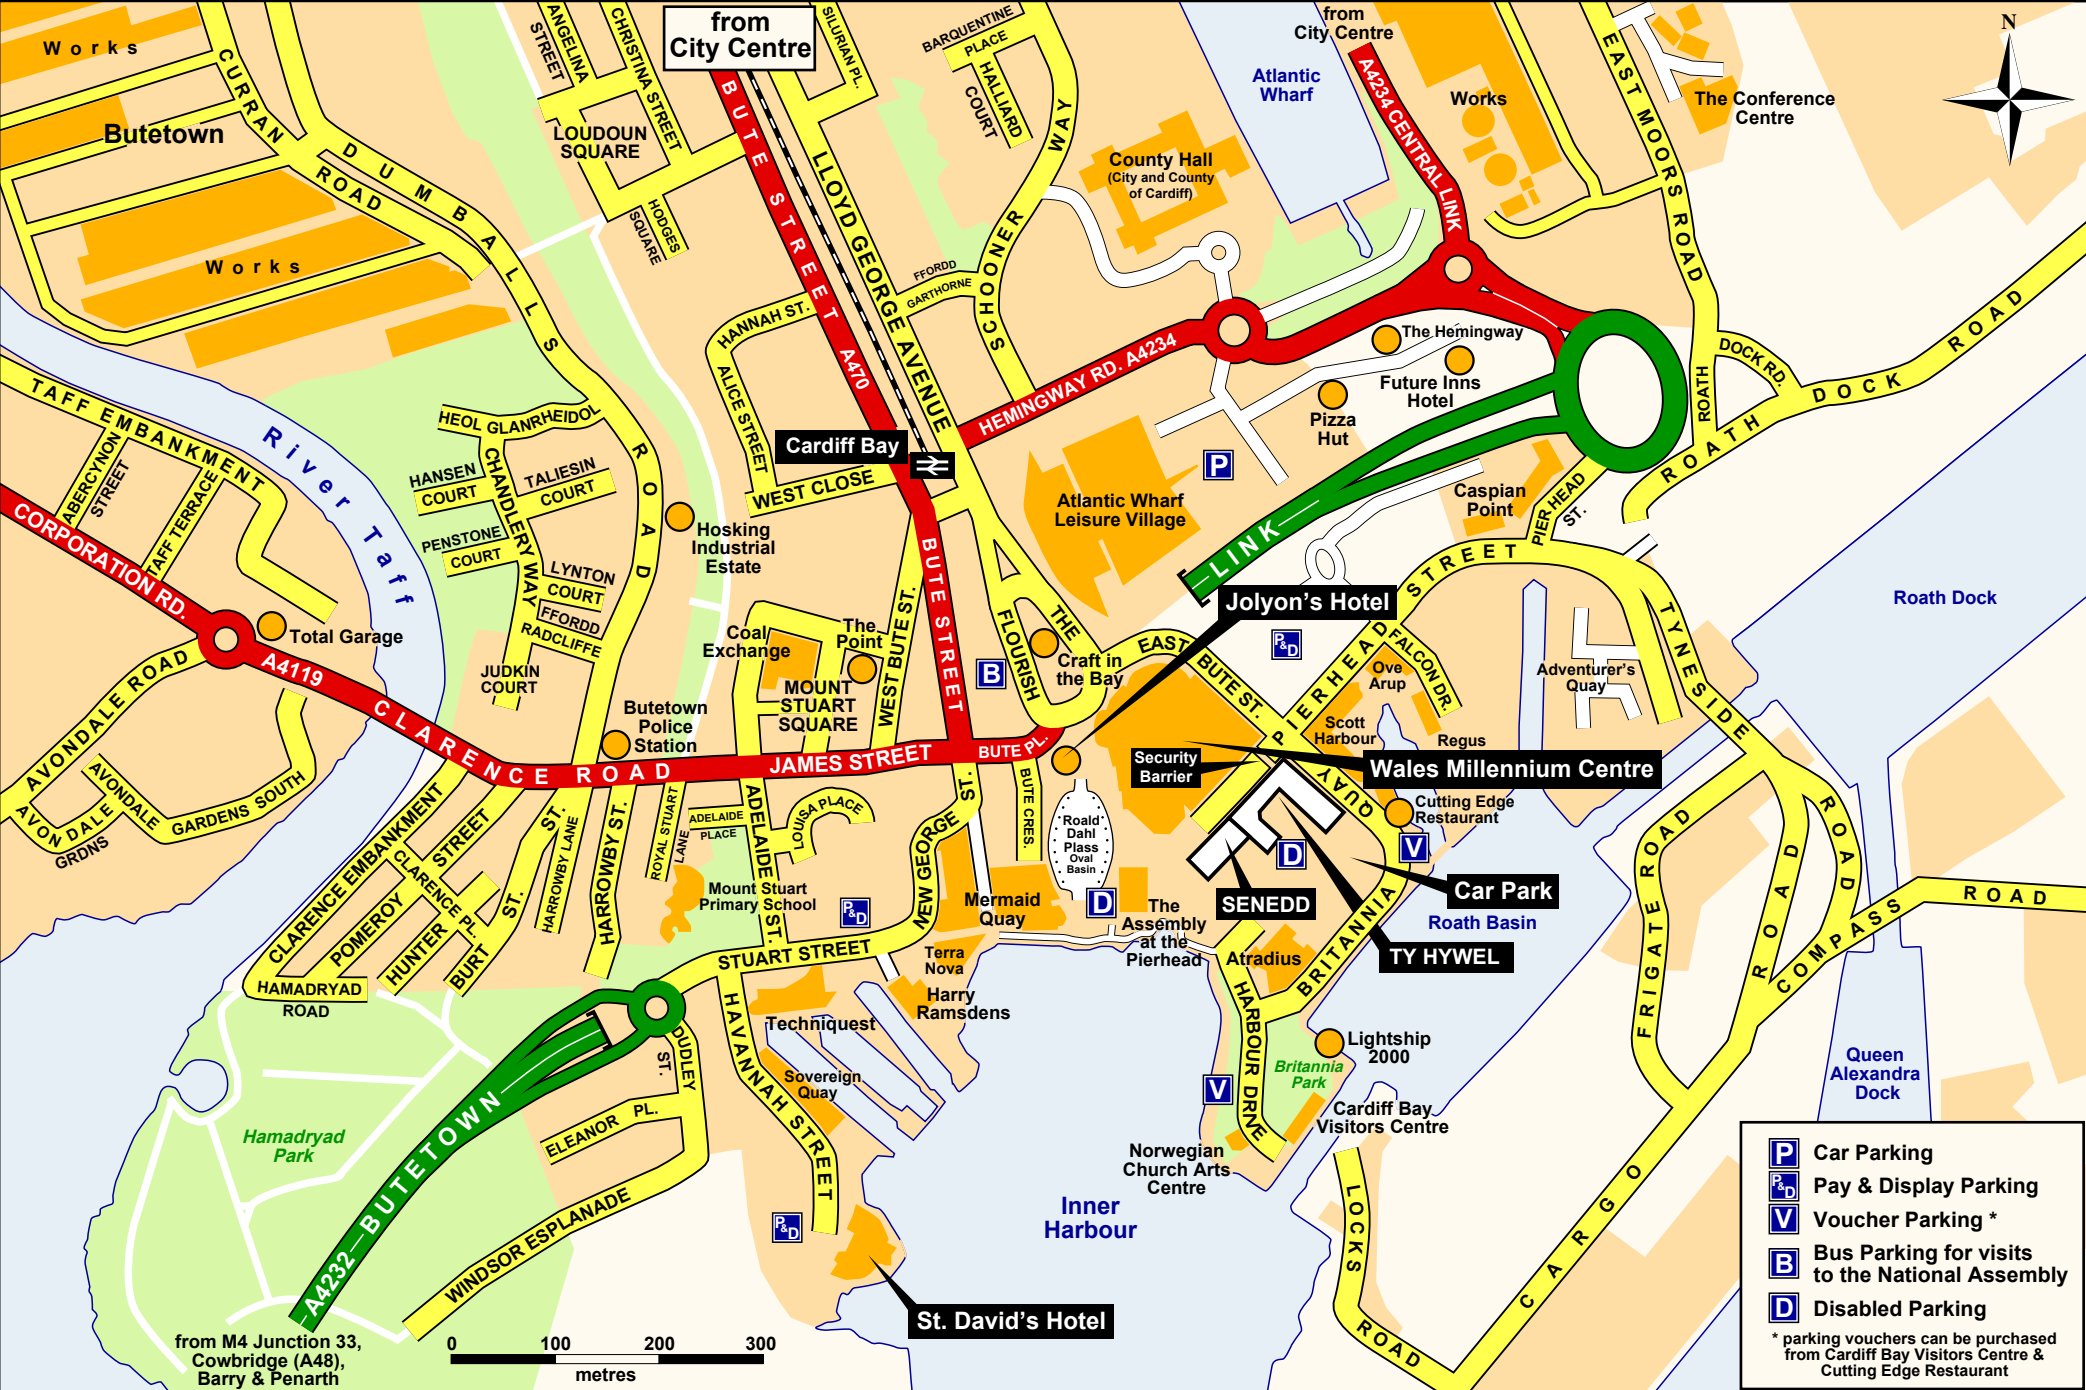 from
City Centre
from
City Centre
N
Works
Butetown
Works
CURRAN
ROAD
DUMBALLS
ROAD
ANGELINA
STREET
CHRISTINA STREET
LOUDOUN
SQUARE
HODGES
SQUARE
SILURIAN PL.
BARQUENTINE
PLACE
HALLIARD
COURT
SCHOONER WAY
BUTE STREET
A470
LLOYD GEORGE AVENUE
FFORDD
GARTHORNE
HANNAH ST.
ALICE STREET
WEST CLOSE
Cardiff Bay
County Hall
(City and County
of Cardiff)
Atlantic
Wharf
A4234 CENTRAL LINK
Works
EAST MOORS ROAD
The Conference
Centre
HEMINGWAY RD. A4234
The Hemingway
Future Inns
Hotel
Pizza
Hut
P
ROATH
DOCK RD.
ROATH DOCK ROAD
Atlantic Wharf
Leisure Village
LINK
Caspian
Point
PIER HEAD
ST.
Roath Dock
TAFF EMBANKMENT
ABERCYNON
STREET
TAFF TERRACE
River Taff
CORPORATION RD.
Total Garage
A4119
CLARENCE ROAD
AVONDALE ROAD
AVONDALE
GRDNS
AVONDALE
GARDENS SOUTH
HEOL GLANRHEIDOL
HANSEN
COURT
CHANDLERY WAY
TALIESIN
COURT
PENSTONE
COURT
LYNTON
COURT
FFORDD
RADCLIFFE
JUDKIN
COURT
Hosking
Industrial
Estate
Butetown
Police
Station
Coal
Exchange
The
Point
MOUNT
STUART
SQUARE
WEST BUTE ST.
BUTE STREET
B
THE
FLOURISH
Craft in
the Bay
JAMES STREET
BUTE PL.
BUTE CRES.
EAST
BUTE ST.
Jolyon's Hotel
P&D
PIERHEAD STREET
FALCON DR.
Ove
Arup
Scott
Harbour
Regus
Adventurer's
Quay
TYNESIDE
ROAD
Security
Barrier
Wales Millennium Centre
QUAY
Cutting Edge
Restaurant
V
Car Park
Roath Basin
D
SENEDD
TY HYWEL
Roald
Dahl
Plass
Oval
Basin
D
The
Assembly
at the
Pierhead
Atradius
BRITANNIA
Mermaid
Quay
NEW GEORGE
ST.
Terra
Nova
Harry
Ramsdens
ADELAIDE ST.
ADELAIDE
PLACE
LOUISA PLACE
ROYAL STUART
LANE
Mount Stuart
Primary School
P&D
STUART STREET
HARROWBY ST.
HARROWBY LANE
CLARENCE EMBANKMENT
POMEROY
STREET
CLARENCE PL.
HUNTER
ST.
BURT
ST.
HAMADRYAD
ROAD
Techniquest
Sovereign
Quay
HAVANNAH STREET
DUDLEY
ST.
ELEANOR PL.
WINDSOR ESPLANADE
P&D
St. David's Hotel
Hamadryad
Park
A4232
BUTETOWN
from M4 Junction 33,
Cowbridge (A48),
Barry & Penarth
0 100 200 300
metres
Inner
Harbour
HARBOUR DRIVE
Britannia
Park
Lightship
2000
V
Norwegian
Church Arts
Centre
Cardiff Bay
Visitors Centre
LOCKS
ROAD
CARGO
ROAD
FRIGATE ROAD
COMPASS
ROAD
Queen
Alexandra
Dock
P Car Parking
P&D Pay & Display Parking
V Voucher Parking *
B Bus Parking for visits
to the National Assembly
D Disabled Parking
* parking vouchers can be purchased
from Cardiff Bay Visitors Centre &
Cutting Edge Restaurant